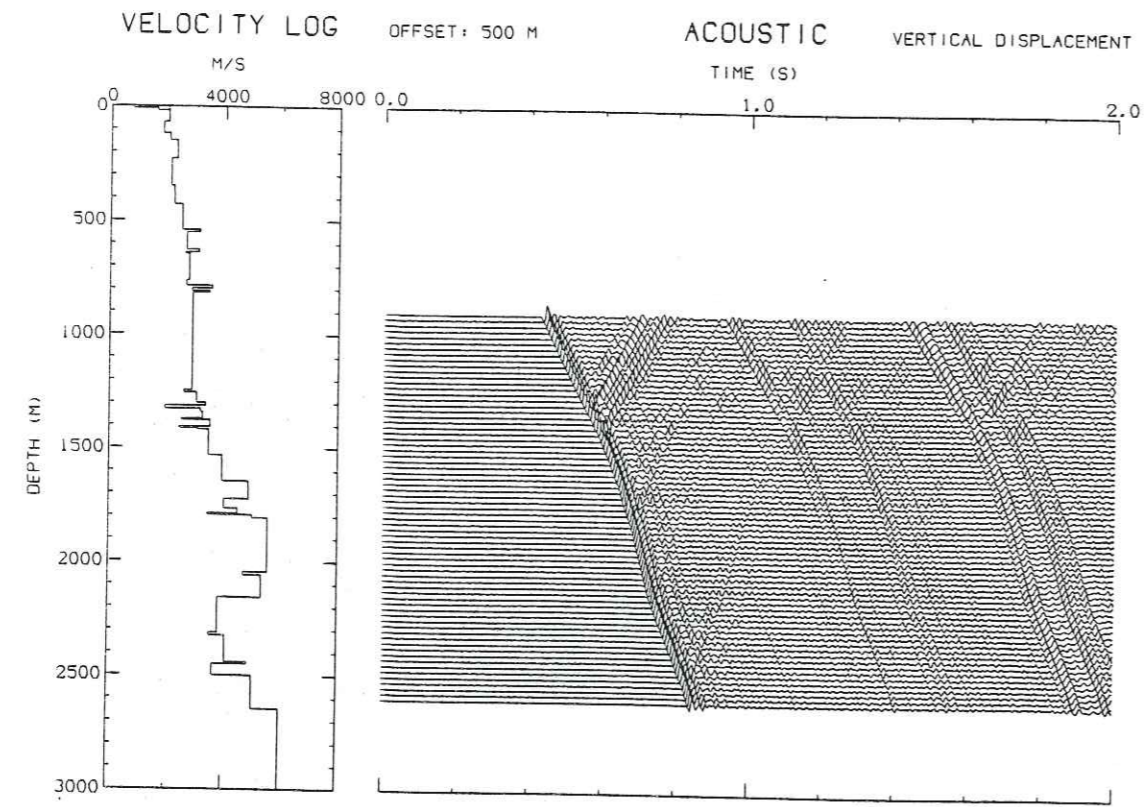 VELOCITY LOG OFFSET: 500 M ACOUSTIC VERTICAL DISPLACEMENT
M/S TIME (S)
0 4000 8000 0.0 1.0 2.0
0
500
1000
1500
2000
2500
3000
DEPTH (M)